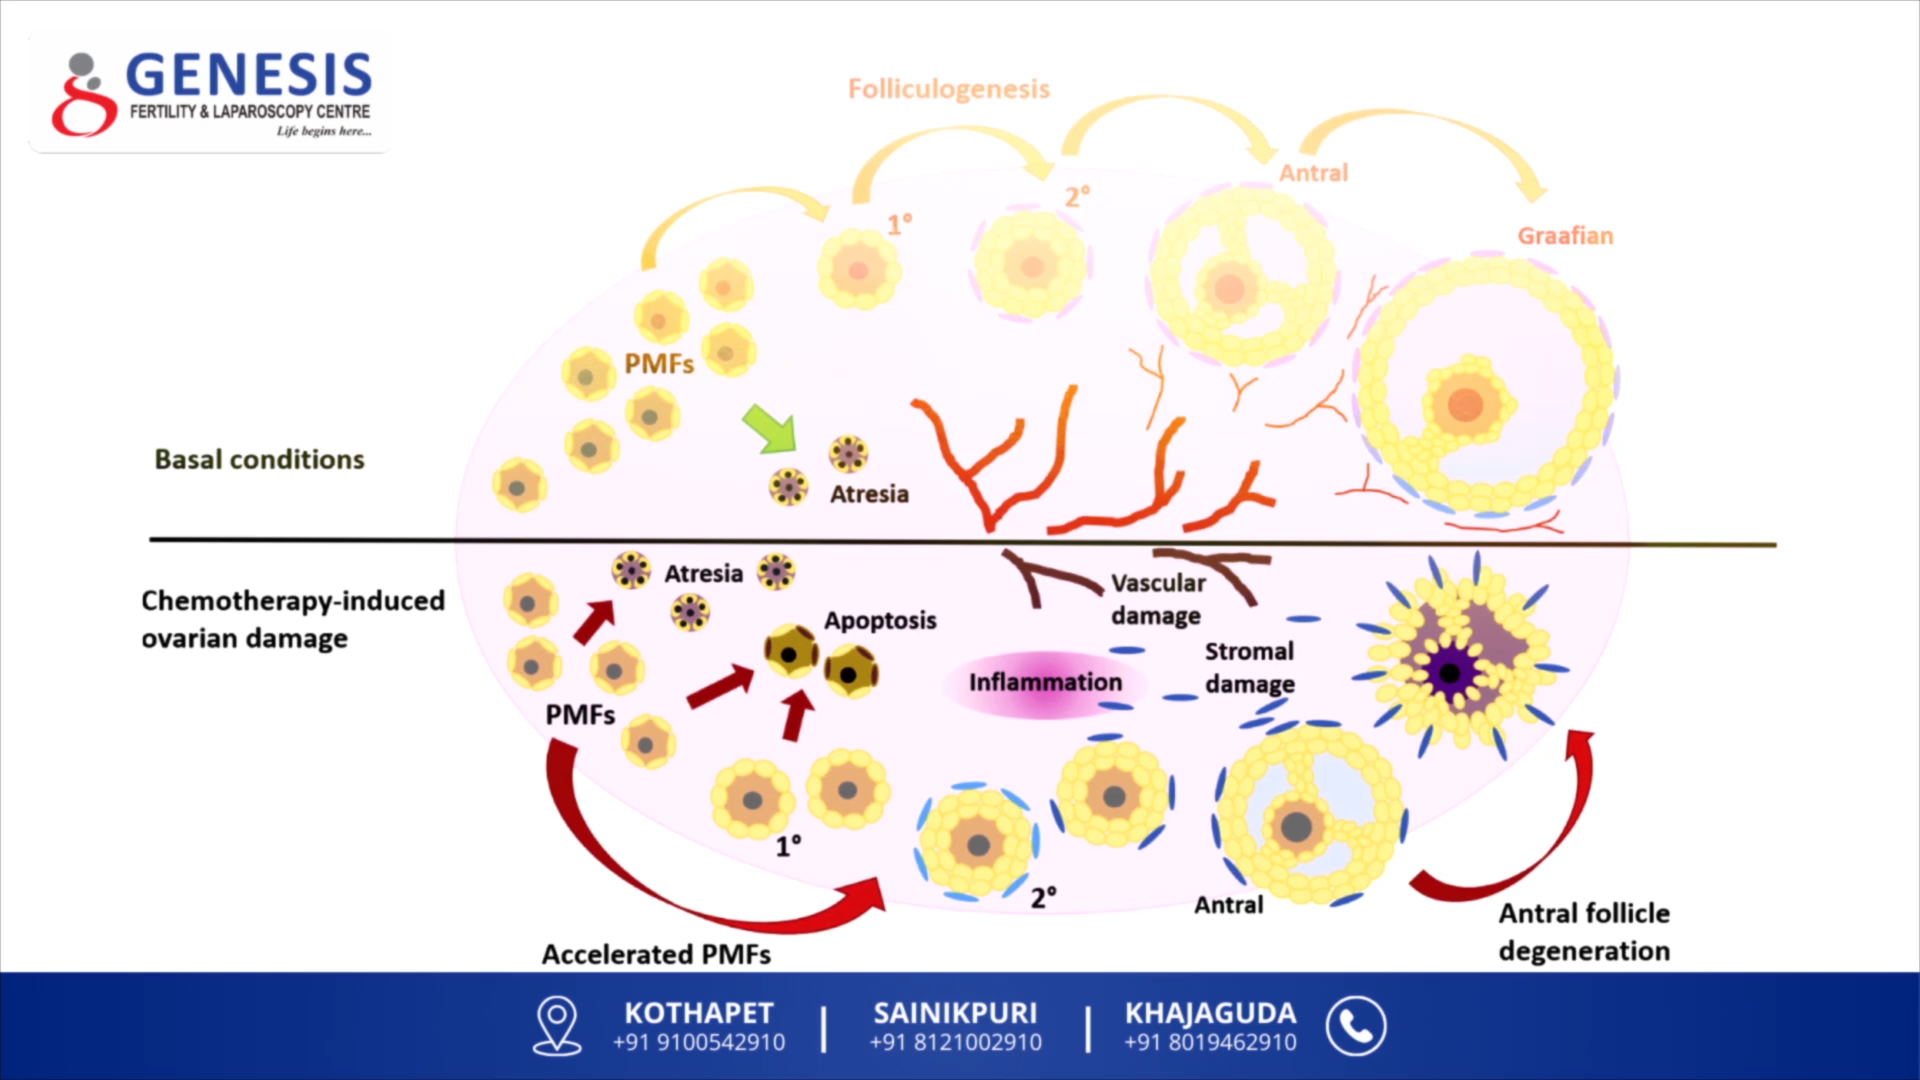 GENESIS
FERTILITY & LAPAROSCOPY CENTRE
Life begins here...
Folliculogenesis
Antral
2°
1°
Graafian
PMFs
Basal conditions
Atresia
Atresia
Vascular
damage
Chemotherapy-induced
ovarian damage
Apoptosis
Stromal
damage
Inflammation
PMFs
1°
2°
Antral
Antral follicle
degeneration
Accelerated PMFs
KOTHAPET
+91 9100542910
SAINIKPURI
+91 8121002910
KHAJAGUDA
+91 8019462910